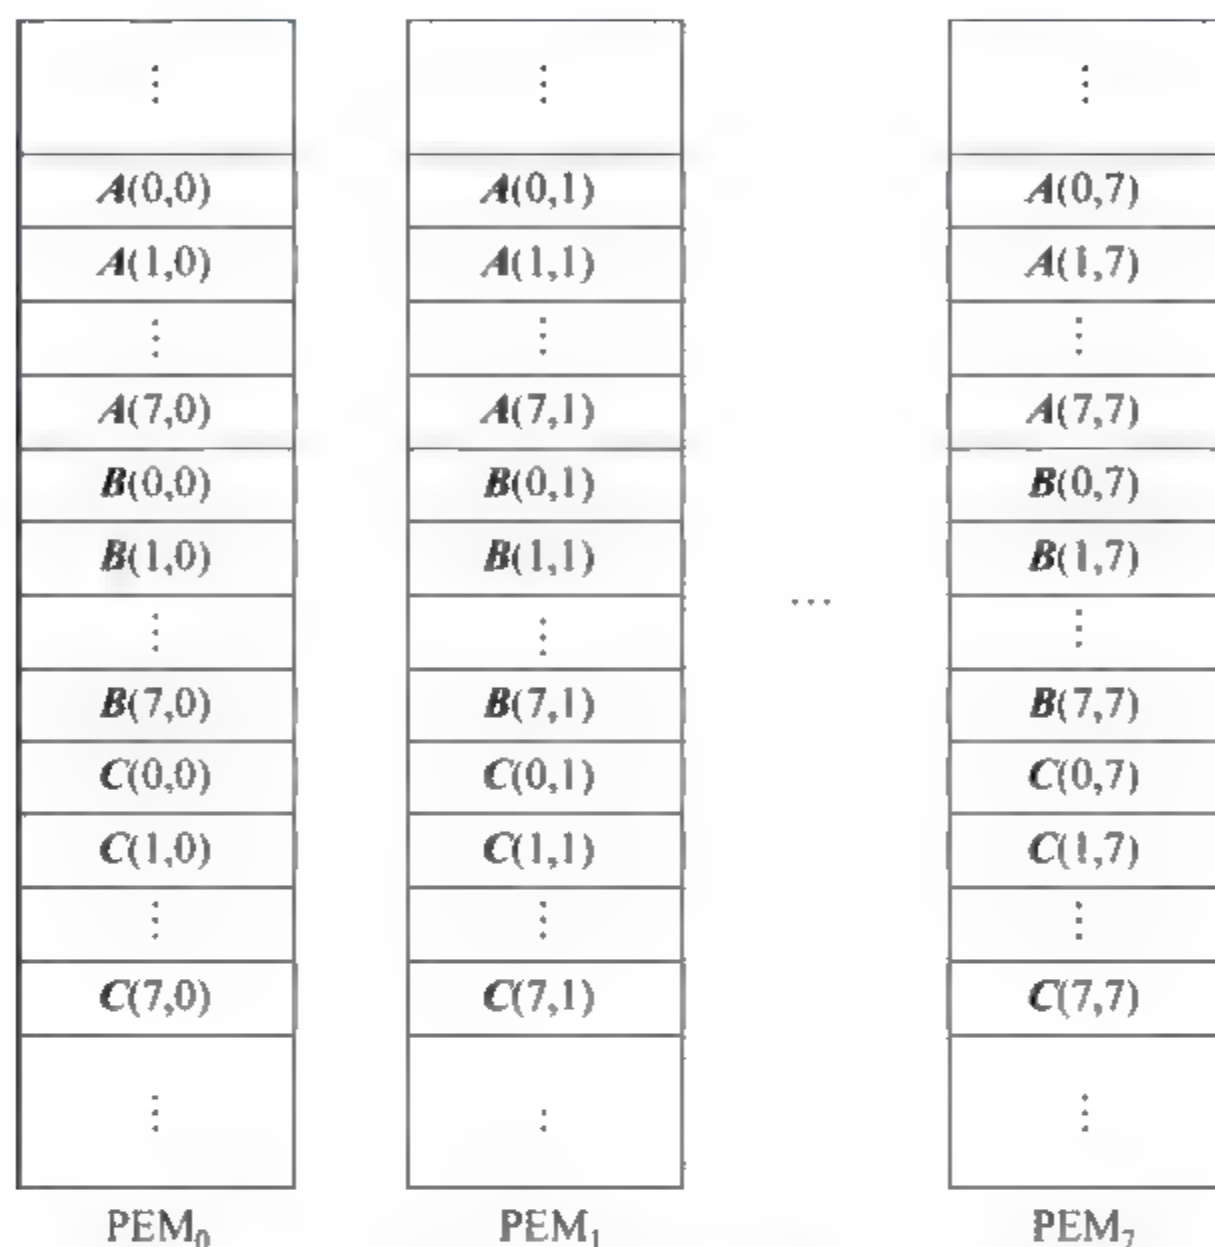 ⋮ ⋮ ⋮
A(0,0) A(0,1) A(0,7)
A(1,0) A(1,1) A(1,7)
⋮ ⋮ ⋮
A(7,0) A(7,1) A(7,7)
B(0,0) B(0,1) B(0,7)
B(1,0) B(1,1) B(1,7)
⋮ ⋮ … ⋮
B(7,0) B(7,1) B(7,7)
C(0,0) C(0,1) C(0,7)
C(1,0) C(1,1) C(1,7)
⋮ ⋮ ⋮
C(7,0) C(7,1) C(7,7)
⋮ ⋮ ⋮
PEM₀ PEM₁ PEM₇